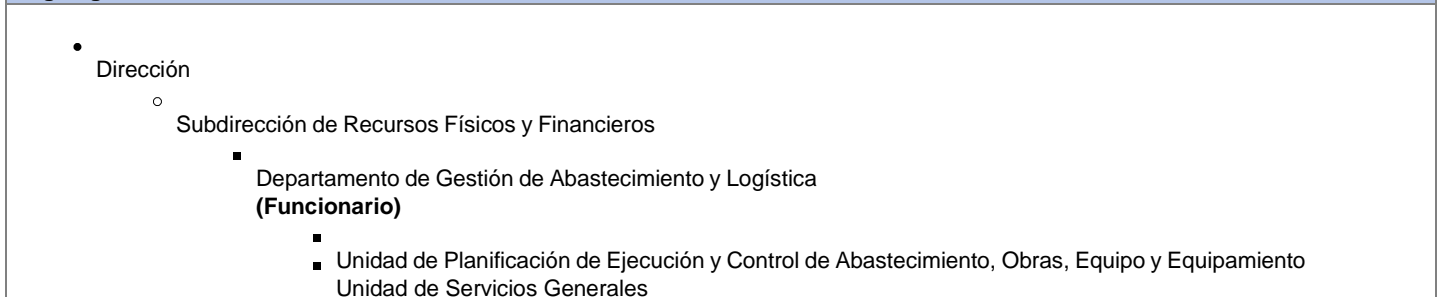 Dirección
Subdirección de Recursos Físicos y Financieros
Departamento de Gestión de Abastecimiento y Logística
(Funcionario)
Unidad de Planificación de Ejecución y Control de Abastecimiento, Obras, Equipo y Equipamiento
Unidad de Servicios Generales